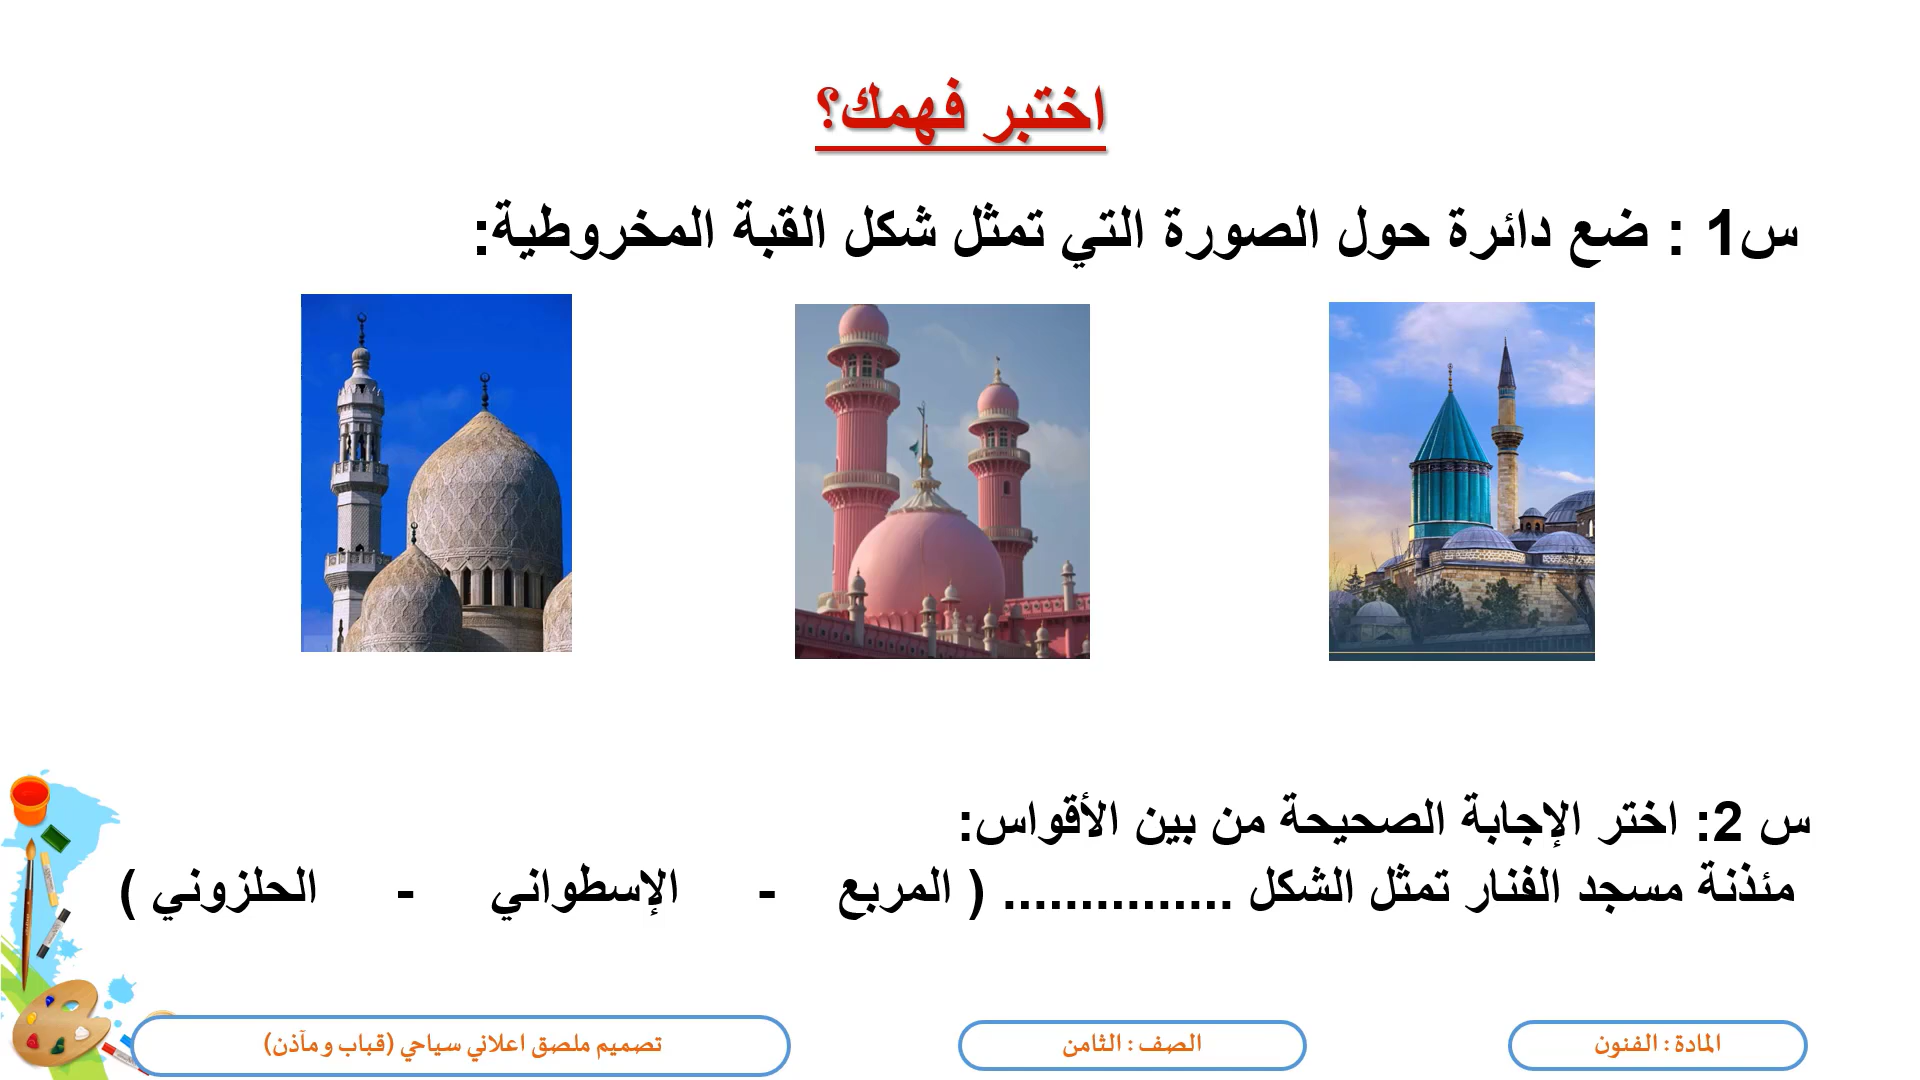 اختبر فهمك؟
س1 : ضع دائرة حول الصورة التي تمثل شكل القبة المخروطية:
س 2: اختر الإجابة الصحيحة من بين الأقواس:
مئذنة مسجد الفنار تمثل الشكل ............... ( المربع - الإسطواني - الحلزوني )
المادة : الفنون
الصف : الثامن
تصميم ملصق اعلاني سياحي (قباب و مآذن)